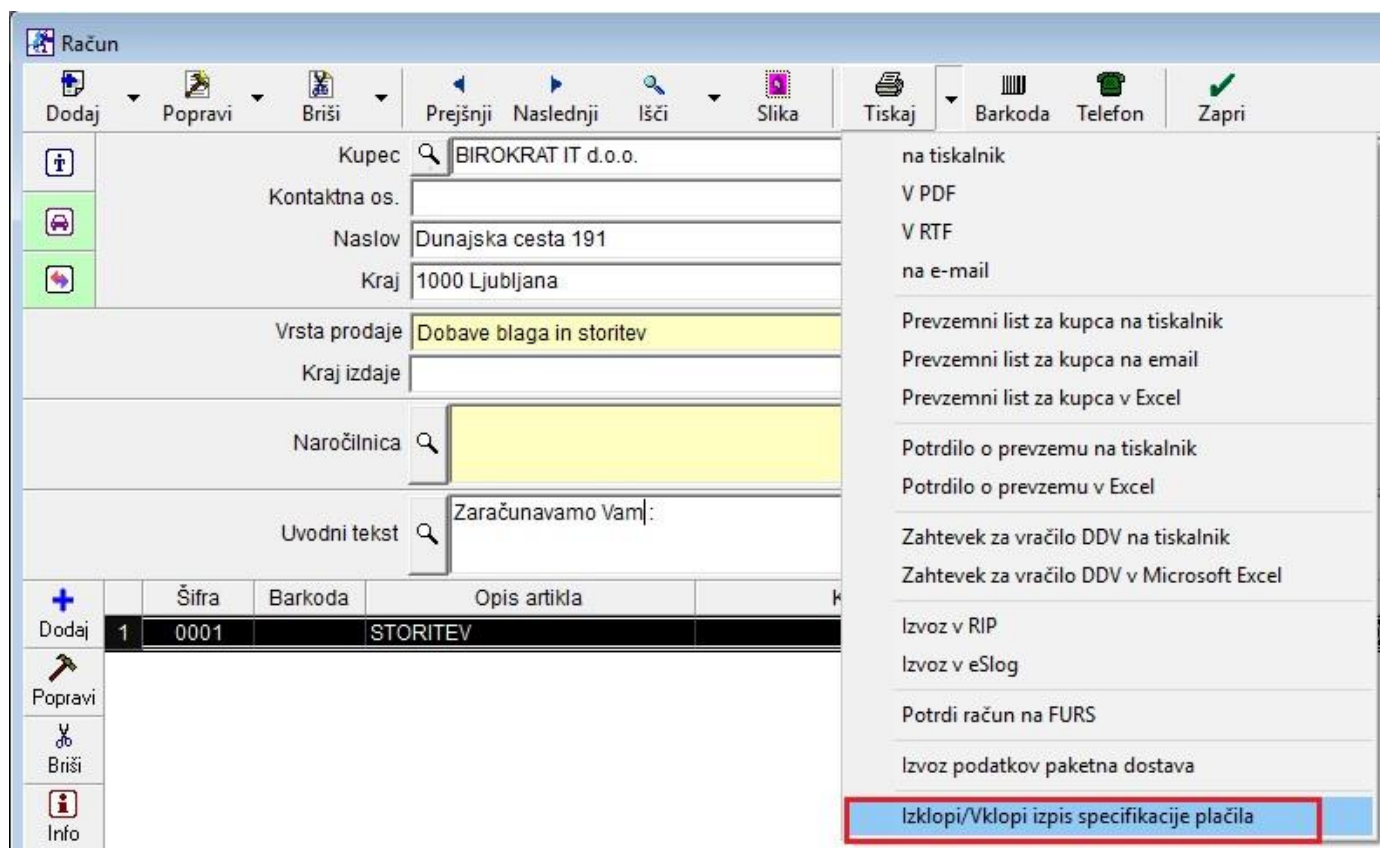 Račun
Dodaj Popravi Briši Prejšnji Naslednji Išči Slika Tiskaj Barkoda Telefon Zapri
Kupec BIROKRAT IT d.o.o.
Kontaktna os.
Naslov Dunajska cesta 191
Kraj 1000 Ljubljana
Vrsta prodaje Dobave blaga in storitev
Kraj izdaje
Naročilnica
Uvodni tekst Zaračunavamo Vam :
Šifra Barkoda Opis artikla K
Dodaj 1 0001 STORITEV
Popravi
Briši
Info
na tiskalnik
V PDF
V RTF
na e-mail
Prevzemni list za kupca na tiskalnik
Prevzemni list za kupca na email
Prevzemni list za kupca v Excel
Potrdilo o prevzemu na tiskalnik
Potrdilo o prevzemu v Excel
Zahtevek za vračilo DDV na tiskalnik
Zahtevek za vračilo DDV v Microsoft Excel
Izvoz v RIP
Izvoz v eSlog
Potrdi račun na FURS
Izvoz podatkov paketna dostava
Izklopi/Vklopi izpis specifikacije plačila